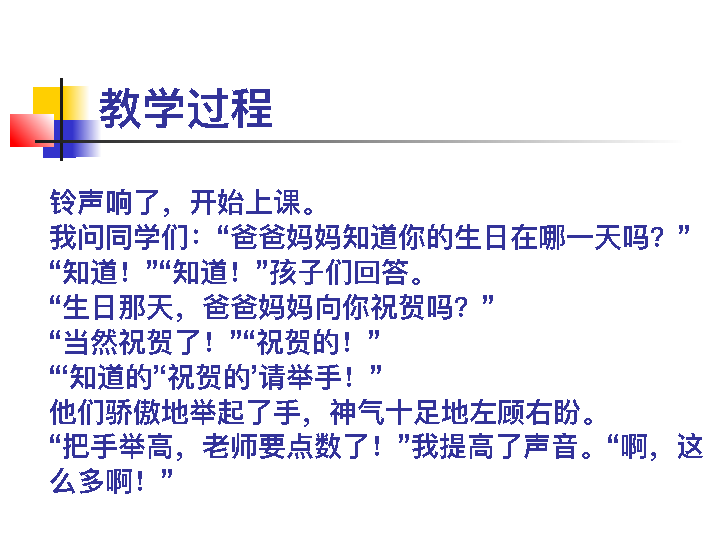 教学过程
铃声响了，开始上课。
我问同学们：“爸爸妈妈知道你的生日在哪一天吗？”
“知道！”“知道！”孩子们回答。
“生日那天，爸爸妈妈向你祝贺吗？”
“当然祝贺了！”“祝贺的！”
“‘知道的’‘祝贺的’请举手！”
他们骄傲地举起了手，神气十足地左顾右盼。
“把手举高，老师要点数了！”我提高了声音。“啊，这
么多啊！”